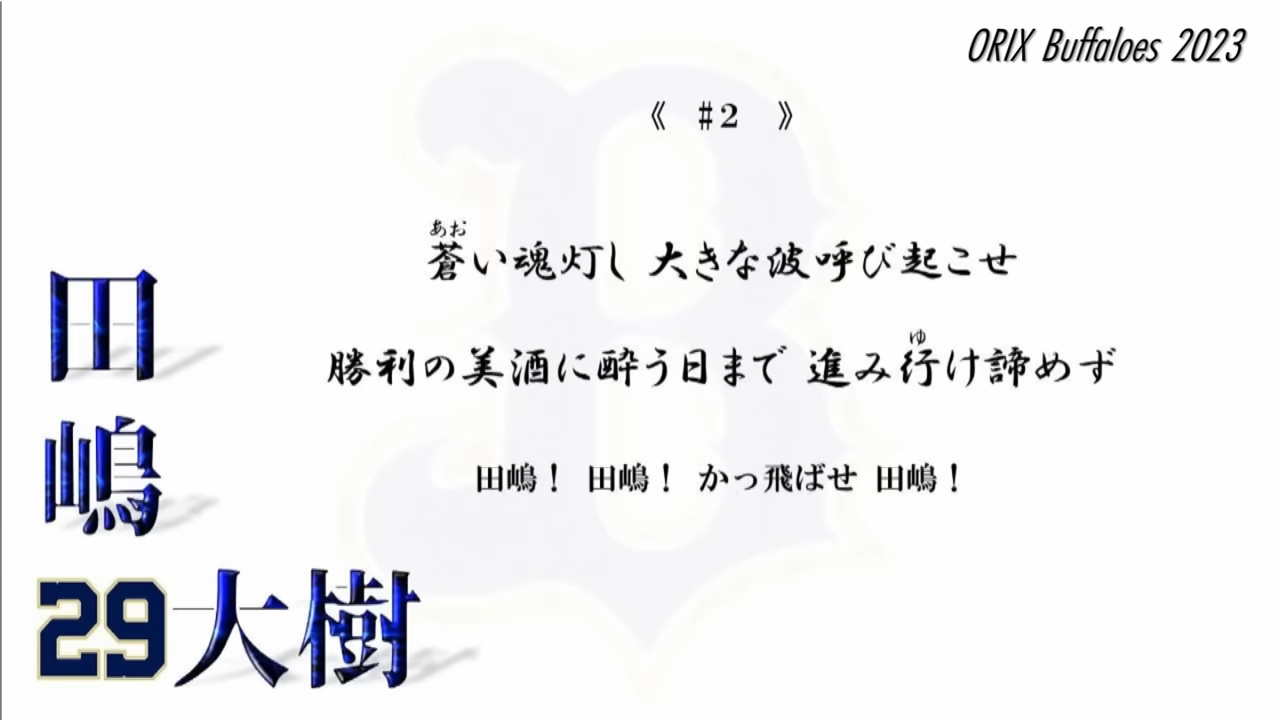 ORIX Buffaloes 2023
《 #2 》
あお
蒼い魂灯し 大きな波呼び起こせ
ゆ
勝利の美酒に酔う日まで 進み行け諦めず
田嶋！ 田嶋！ かっ飛ばせ 田嶋！
田
嶋
29大樹